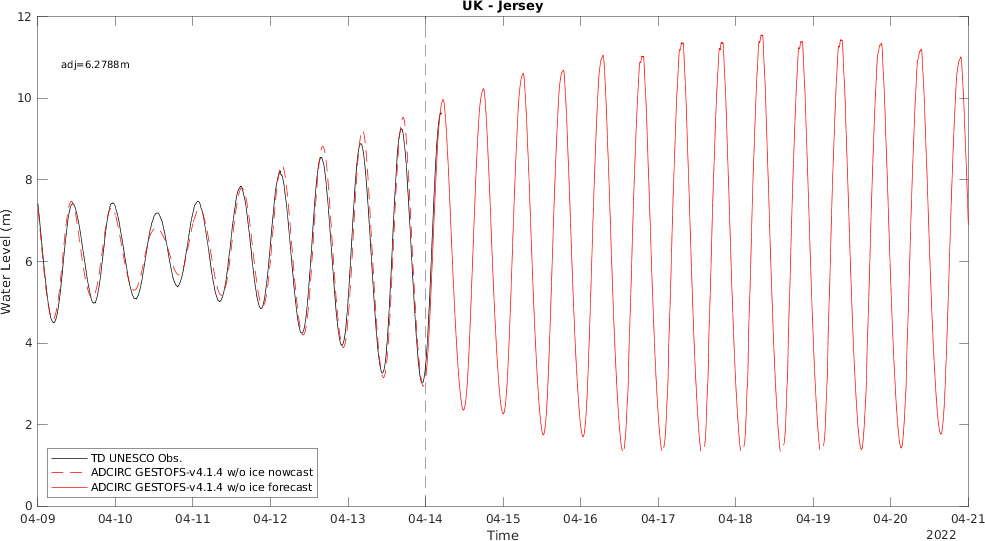 UK - Jersey
12
10
8
6
4
2
0
Water Level (m)
adj=6.2788m
TD UNESCO Obs.
ADCIRC GESTOFS-v4.1.4 w/o ice nowcast
ADCIRC GESTOFS-v4.1.4 w/o ice forecast
04-09 04-10 04-11 04-12 04-13 04-14 04-15 04-16 04-17 04-18 04-19 04-20 04-21
Time
2022